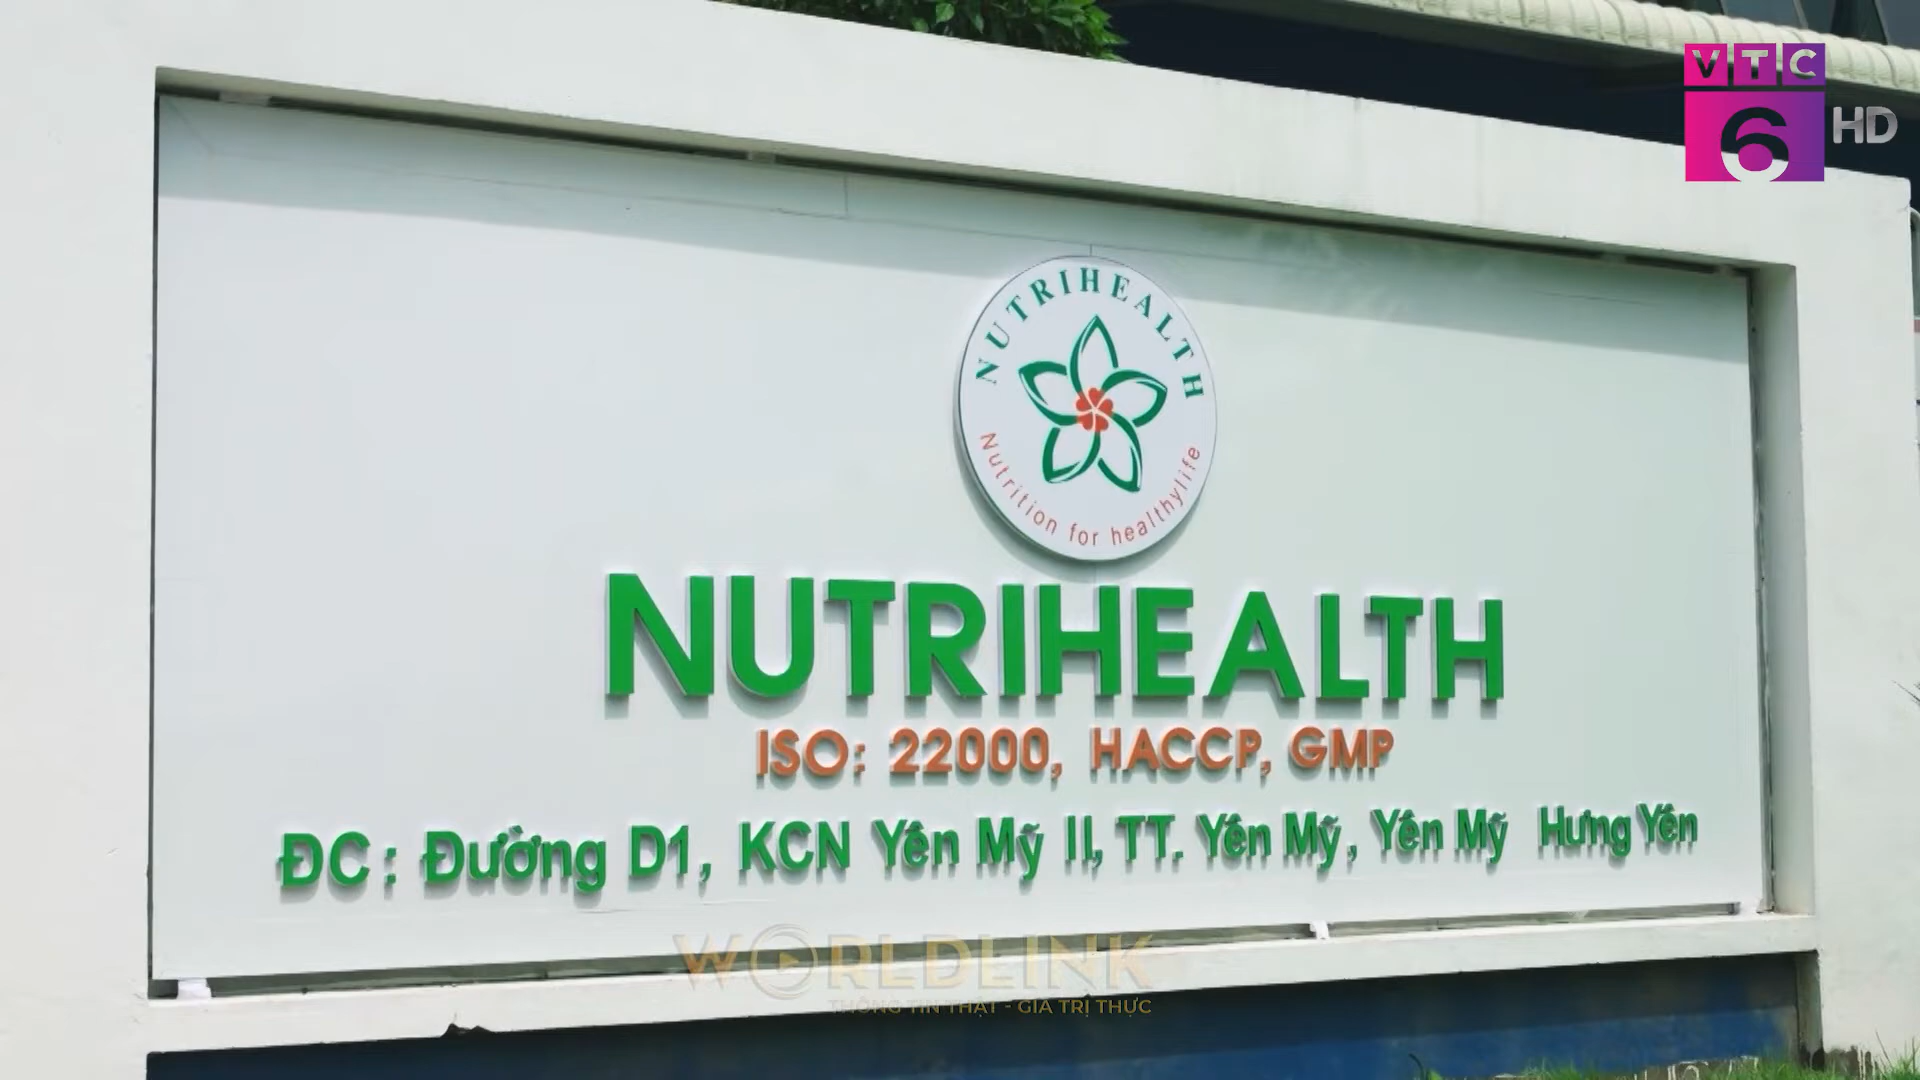 VTC
6 HD
NUTRIHEALTH
Nutrition for healthylife
NUTRIHEALTH
ISO: 22000, HACCP, GMP
ĐC: Đường D1, KCN Yên Mỹ II, TT. Yên Mỹ, Yên Mỹ Hưng Yên
WORLDLINK
THÔNG TIN THẬT - GIÁ TRỊ THỰC